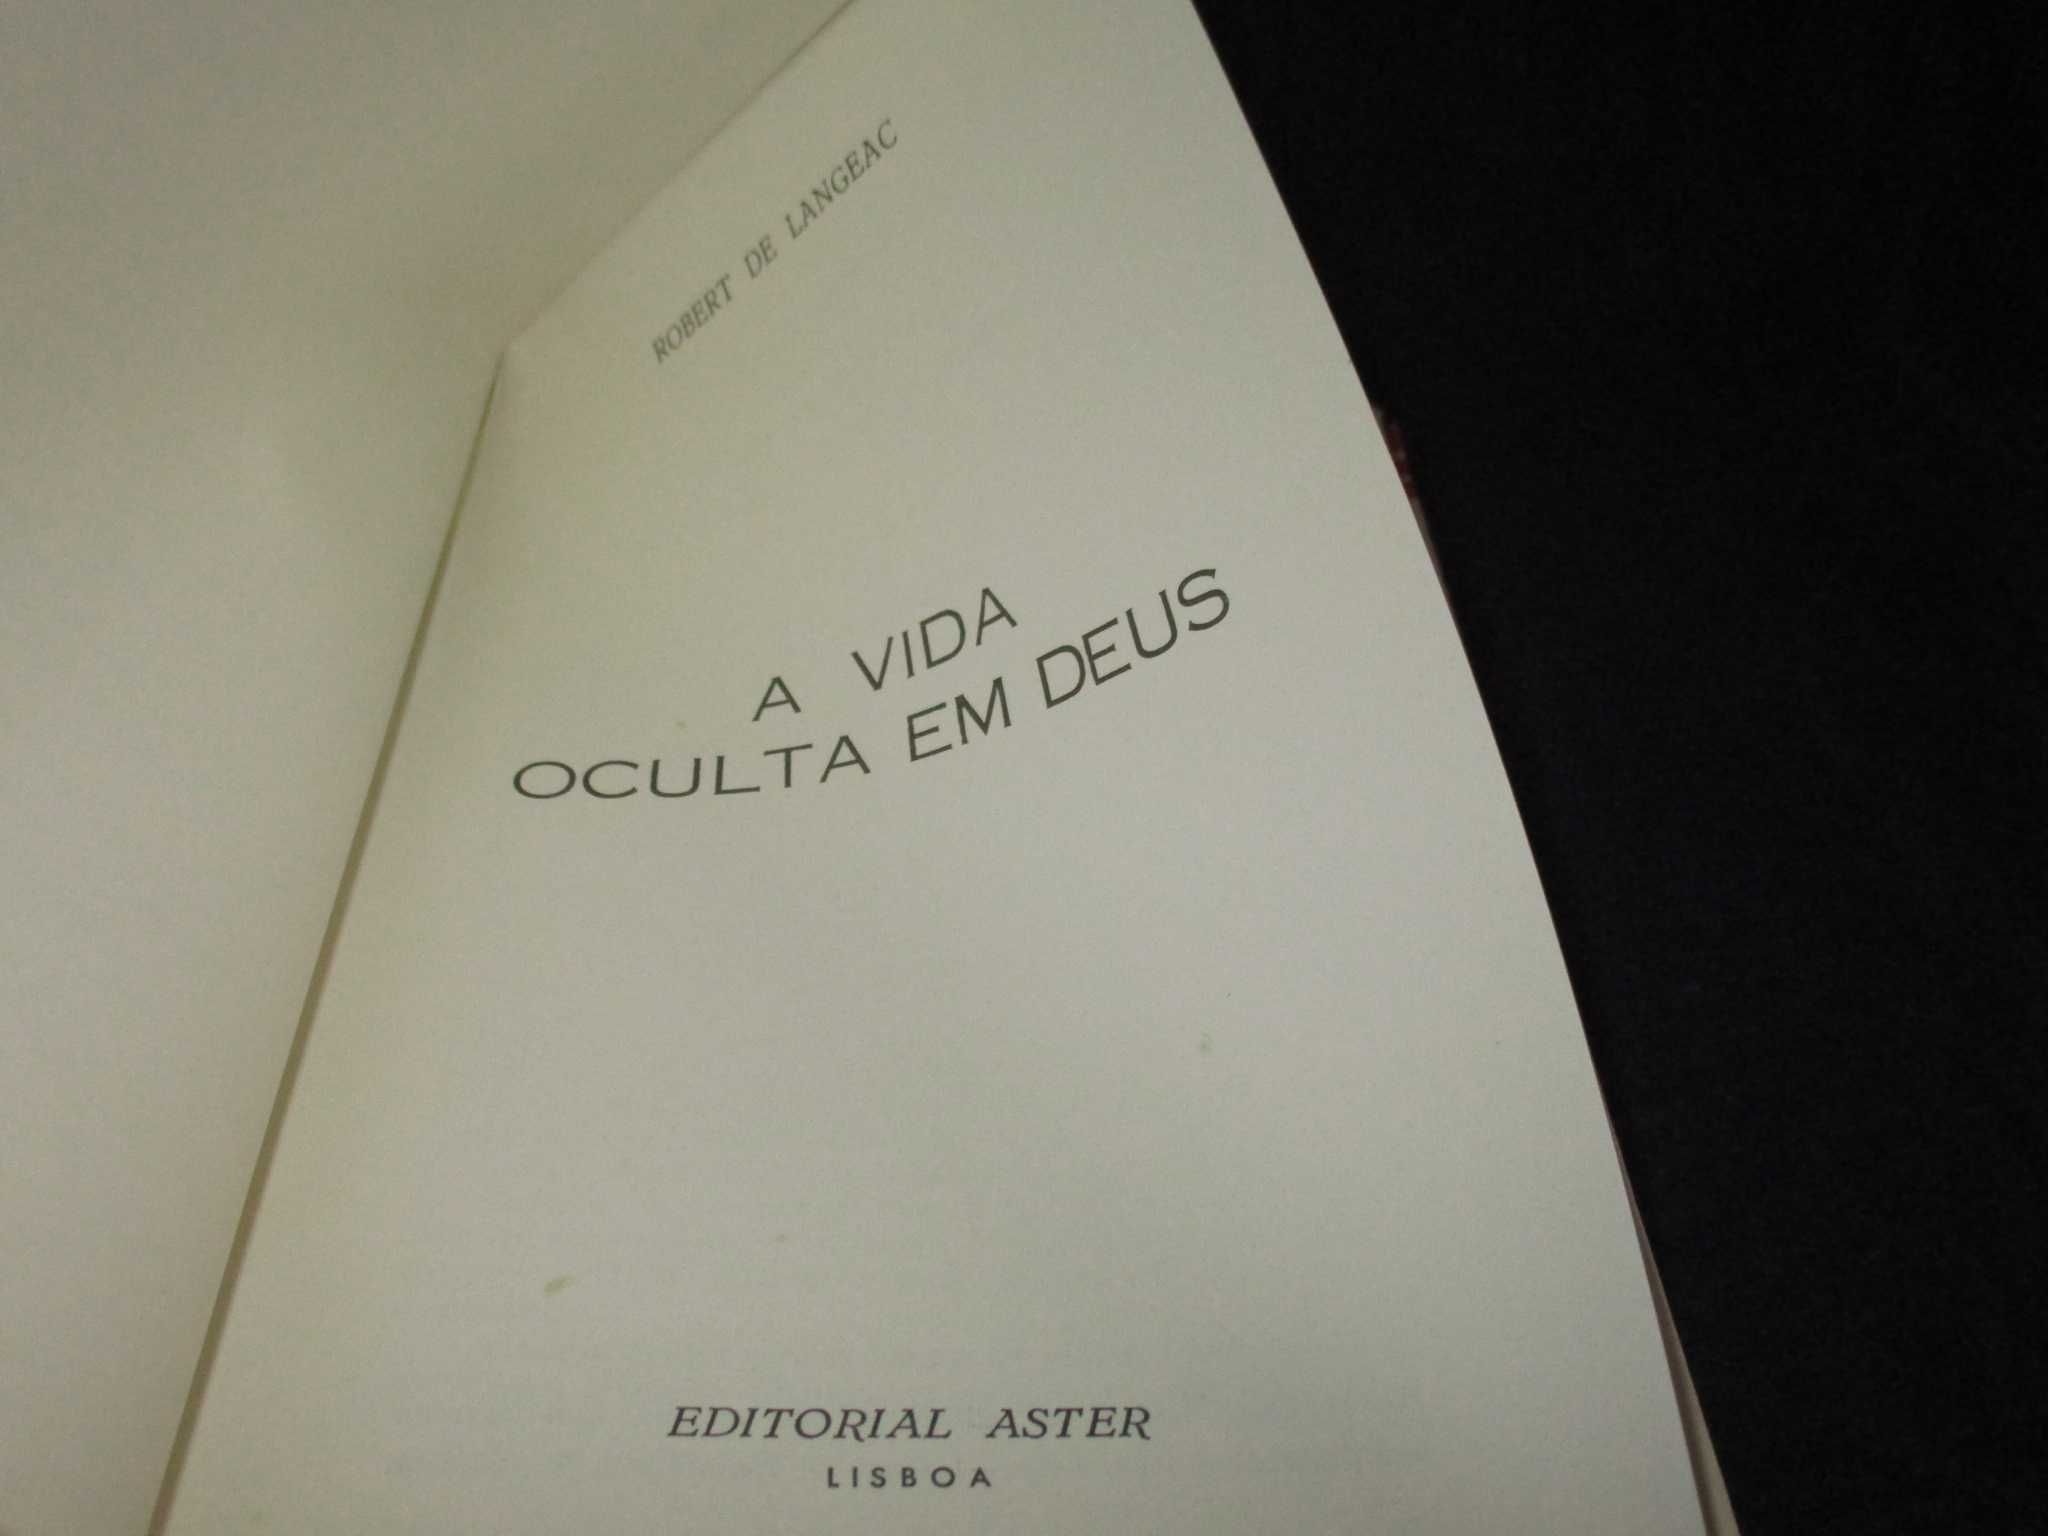 ROBERT DE LANGEAC
A VIDA
OCULTA EM DEUS
EDITORIAL ASTER
LISBOA